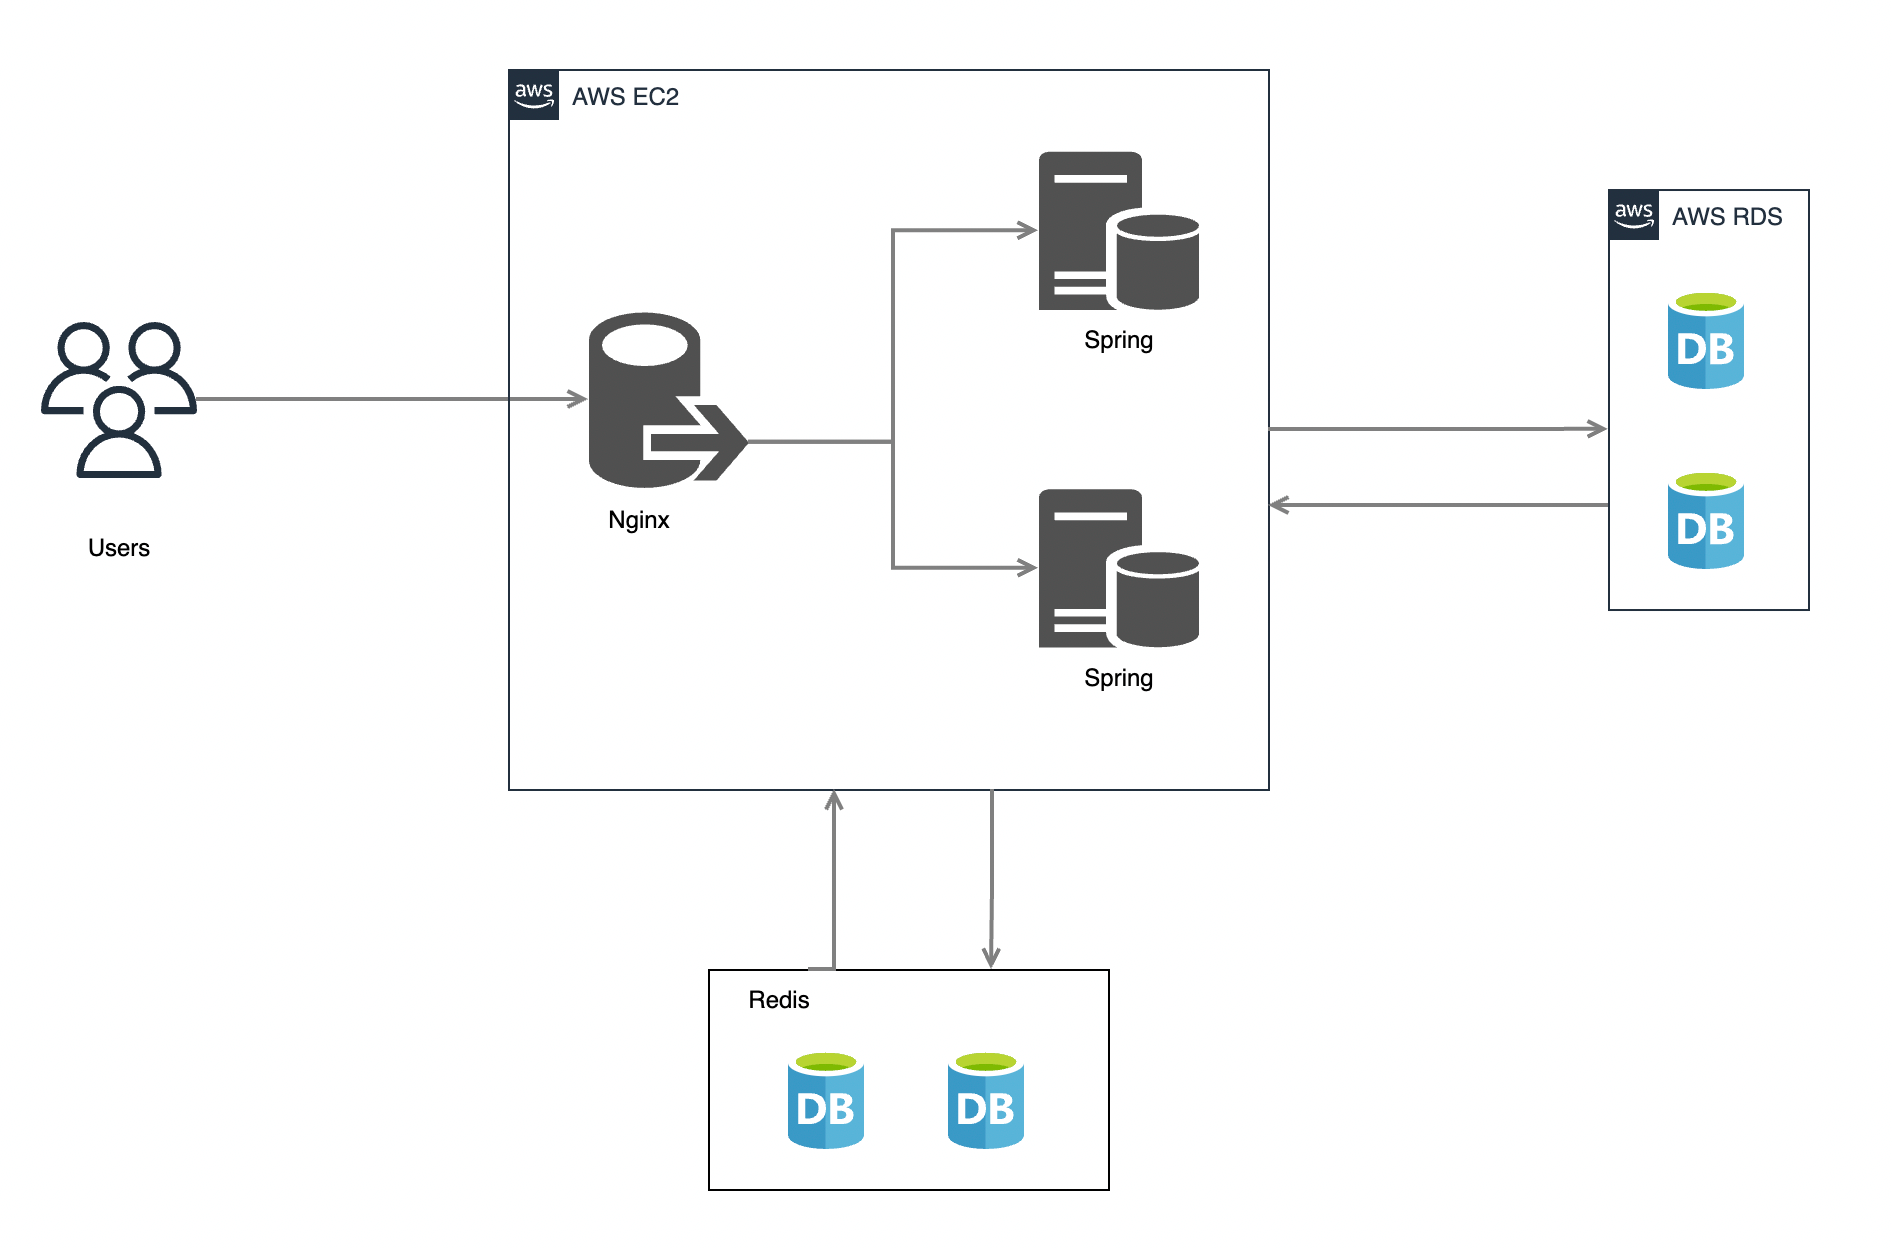 aws
AWS EC2
aws
AWS RDS
Spring
DB
Nginx
DB
Users
Spring
Redis
DB
DB